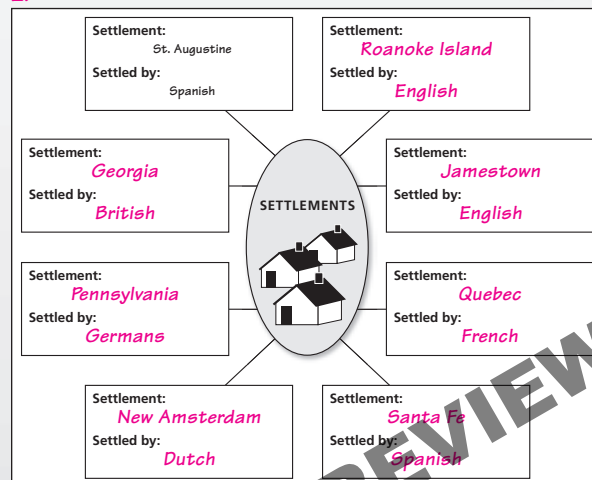 Settlement:
St. Augustine
Settled by:
Spanish
Settlement:
Roanoke Island
Settled by:
English
Settlement:
Georgia
Settled by:
British
Settlement:
Jamestown
Settled by:
English
SETTLEMENTS
Settlement:
Pennsylvania
Settled by:
Germans
Settlement:
Quebec
Settled by:
French
Settlement:
New Amsterdam
Settled by:
Dutch
Settlement:
Santa Fe
Settled by:
Spanish